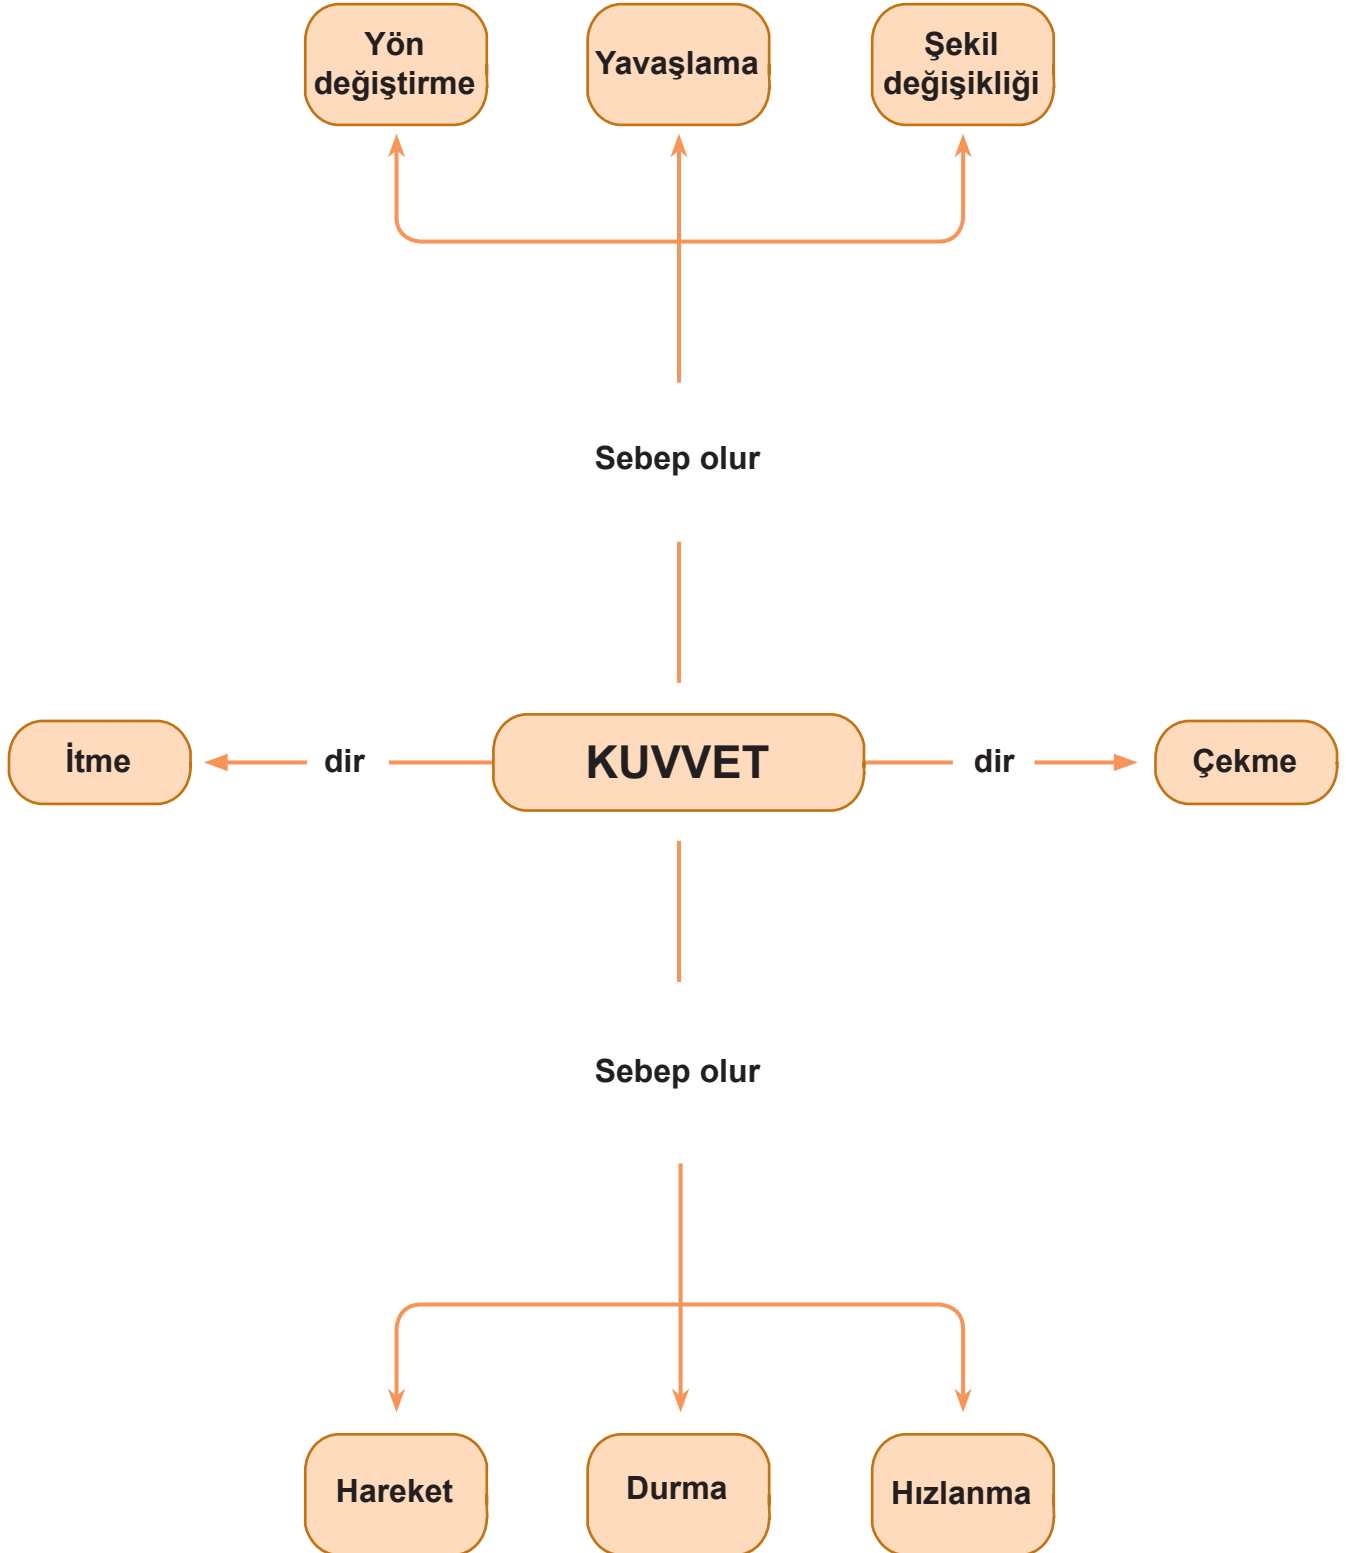 Yön
değiştirme
Yavaşlama
Şekil
değişikliği
Sebep olur
İtme
dir
KUVVET
dir
Çekme
Sebep olur
Hareket
Durma
Hızlanma